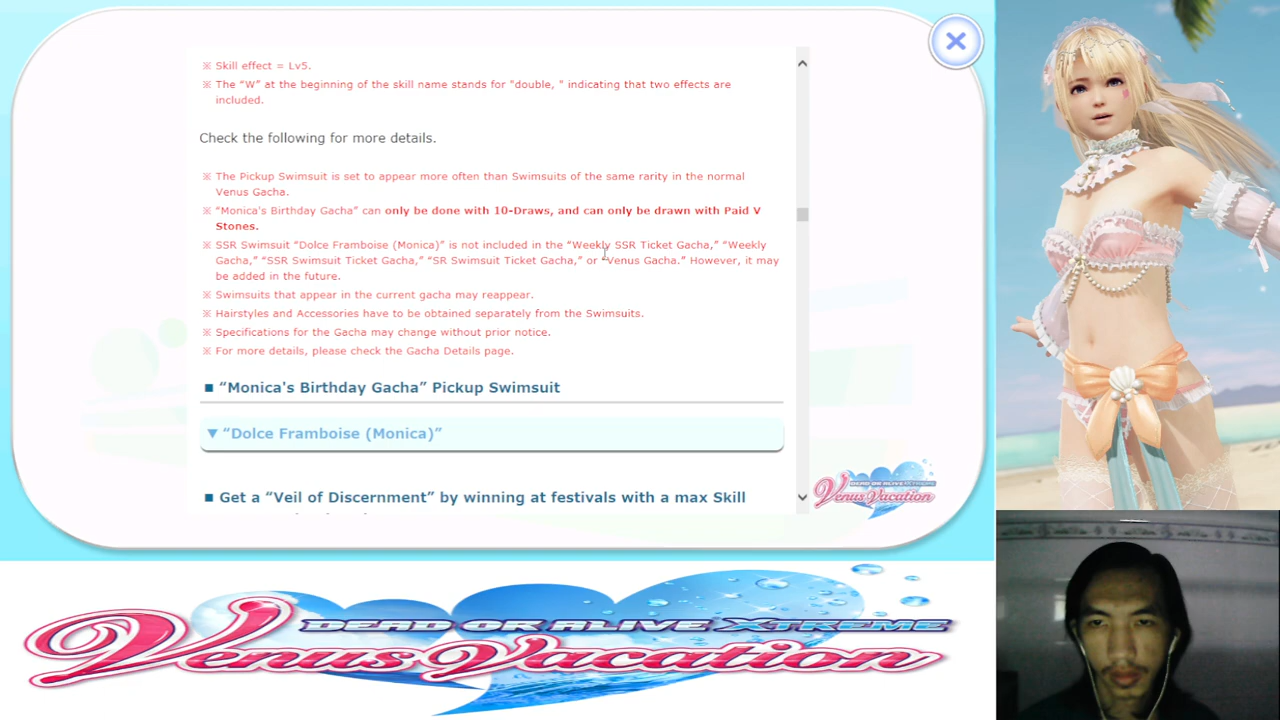 ※ Skill effect = Lv5.
※ The “W” at the beginning of the skill name stands for "double, " indicating that two effects are
included.
Check the following for more details.
※ The Pickup Swimsuit is set to appear more often than Swimsuits of the same rarity in the normal
Venus Gacha.
※ “Monica's Birthday Gacha” can only be done with 10-Draws, and can only be drawn with Paid V
Stones.
※ SSR Swimsuit “Dolce Framboise (Monica)” is not included in the “Weekly SSR Ticket Gacha,” “Weekly
Gacha,” “SSR Swimsuit Ticket Gacha,” “SR Swimsuit Ticket Gacha,” or “Venus Gacha.” However, it may
be added in the future.
※ Swimsuits that appear in the current gacha may reappear.
※ Hairstyles and Accessories have to be obtained separately from the Swimsuits.
※ Specifications for the Gacha may change without prior notice.
※ For more details, please check the Gacha Details page.
■ “Monica's Birthday Gacha” Pickup Swimsuit
▼ “Dolce Framboise (Monica)”
■ Get a “Veil of Discernment” by winning at festivals with a max Skill
DEAD OR ALIVE XTREME
Venus Vacation
DEAD OR ALIVE XTREME
Venus Vacation